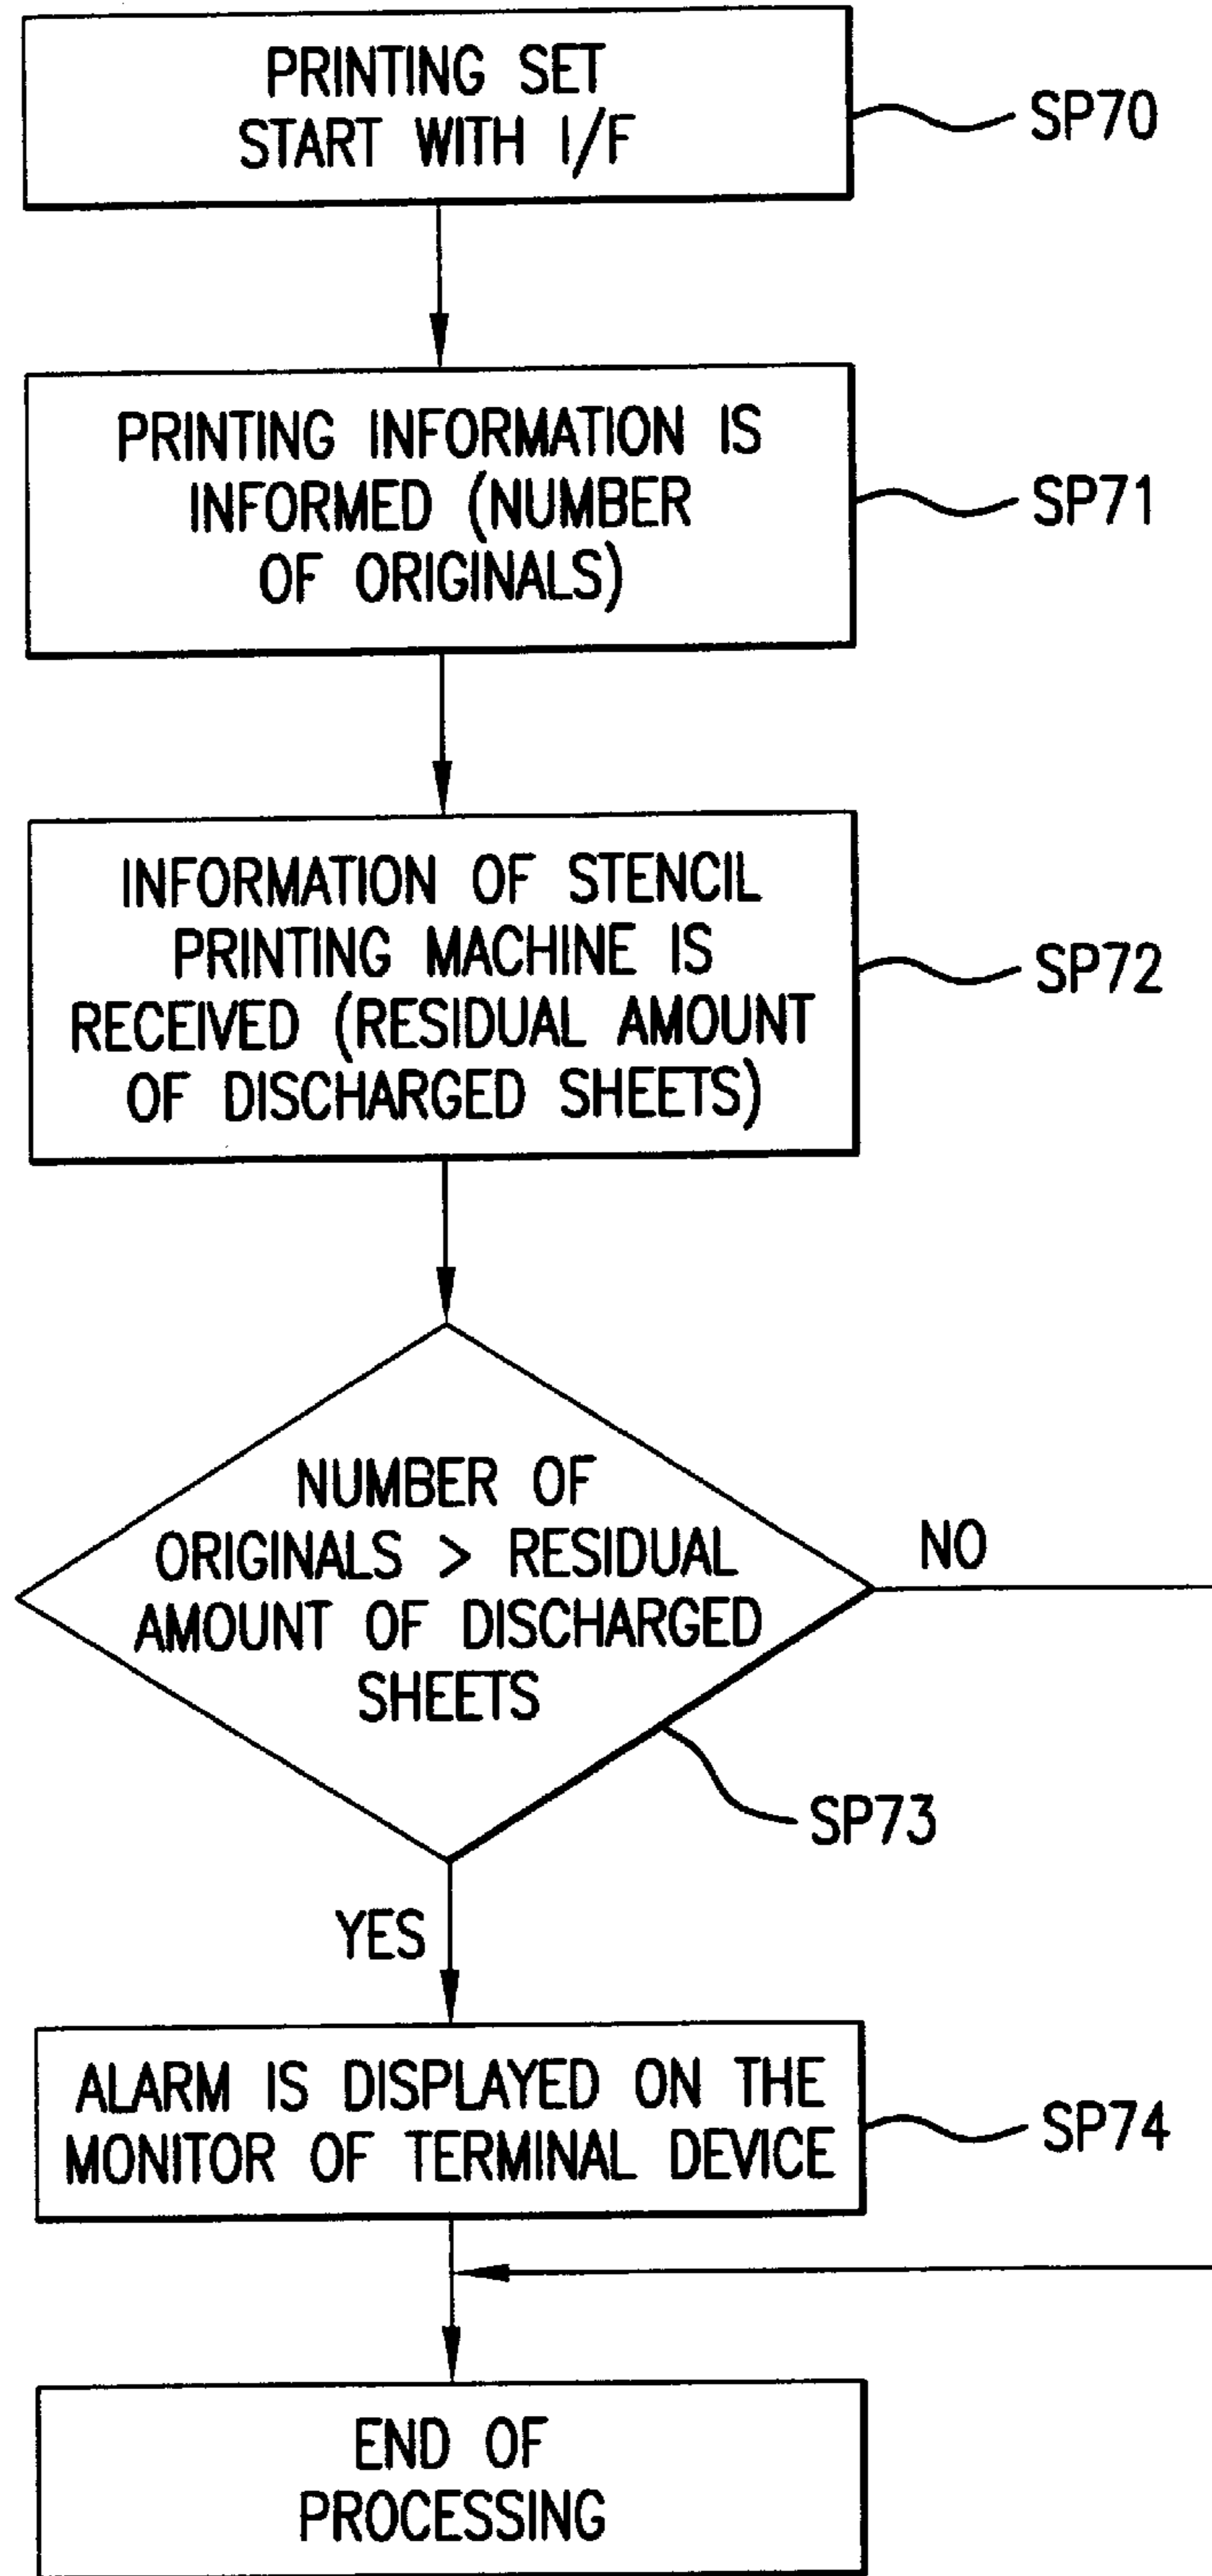 PRINTING SET
START WITH I/F
SP70
PRINTING INFORMATION IS
INFORMED (NUMBER
OF ORIGINALS)
SP71
INFORMATION OF STENCIL
PRINTING MACHINE IS
RECEIVED (RESIDUAL AMOUNT
OF DISCHARGED SHEETS)
SP72
NUMBER OF
ORIGINALS > RESIDUAL
AMOUNT OF DISCHARGED
SHEETS
NO
SP73
YES
ALARM IS DISPLAYED ON THE
MONITOR OF TERMINAL DEVICE
SP74
END OF
PROCESSING